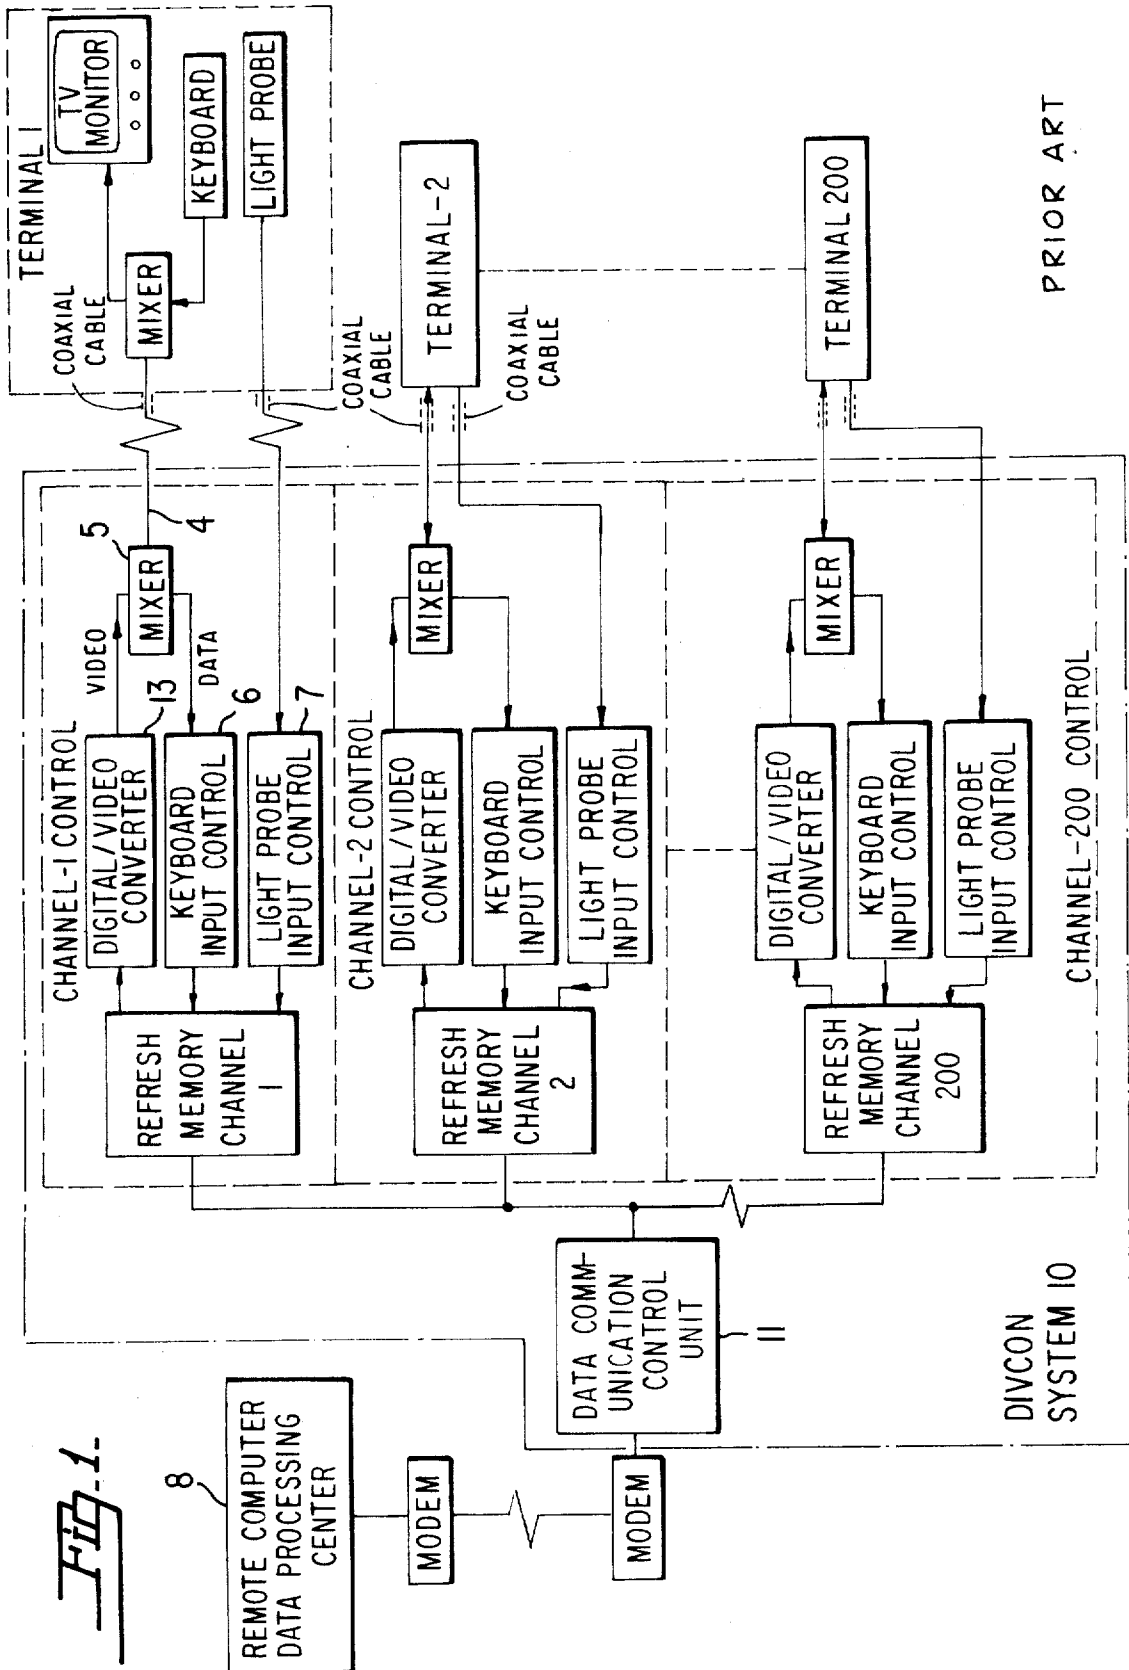 Fig. 1.
8
REMOTE COMPUTER
DATA PROCESSING
CENTER
MODEM
MODEM
DATA COMM-
UNICATION
CONTROL
UNIT
11
DIVCON
SYSTEM 10
CHANNEL-1 CONTROL
REFRESH
MEMORY
CHANNEL
1
DIGITAL/VIDEO
CONVERTER
13
KEYBOARD
INPUT CONTROL
6
LIGHT PROBE
INPUT CONTROL
7
VIDEO
DATA
MIXER
5
4
COAXIAL
CABLE
TERMINAL 1
MIXER
TV
MONITOR
KEYBOARD
LIGHT PROBE
CHANNEL-2 CONTROL
REFRESH
MEMORY
CHANNEL
2
DIGITAL/VIDEO
CONVERTER
KEYBOARD
INPUT CONTROL
LIGHT PROBE
INPUT CONTROL
MIXER
COAXIAL
CABLE
COAXIAL
CABLE
TERMINAL-2
REFRESH
MEMORY
CHANNEL
200
DIGITAL/VIDEO
CONVERTER
KEYBOARD
INPUT CONTROL
LIGHT PROBE
INPUT CONTROL
CHANNEL-200 CONTROL
MIXER
TERMINAL 200
PRIOR ART